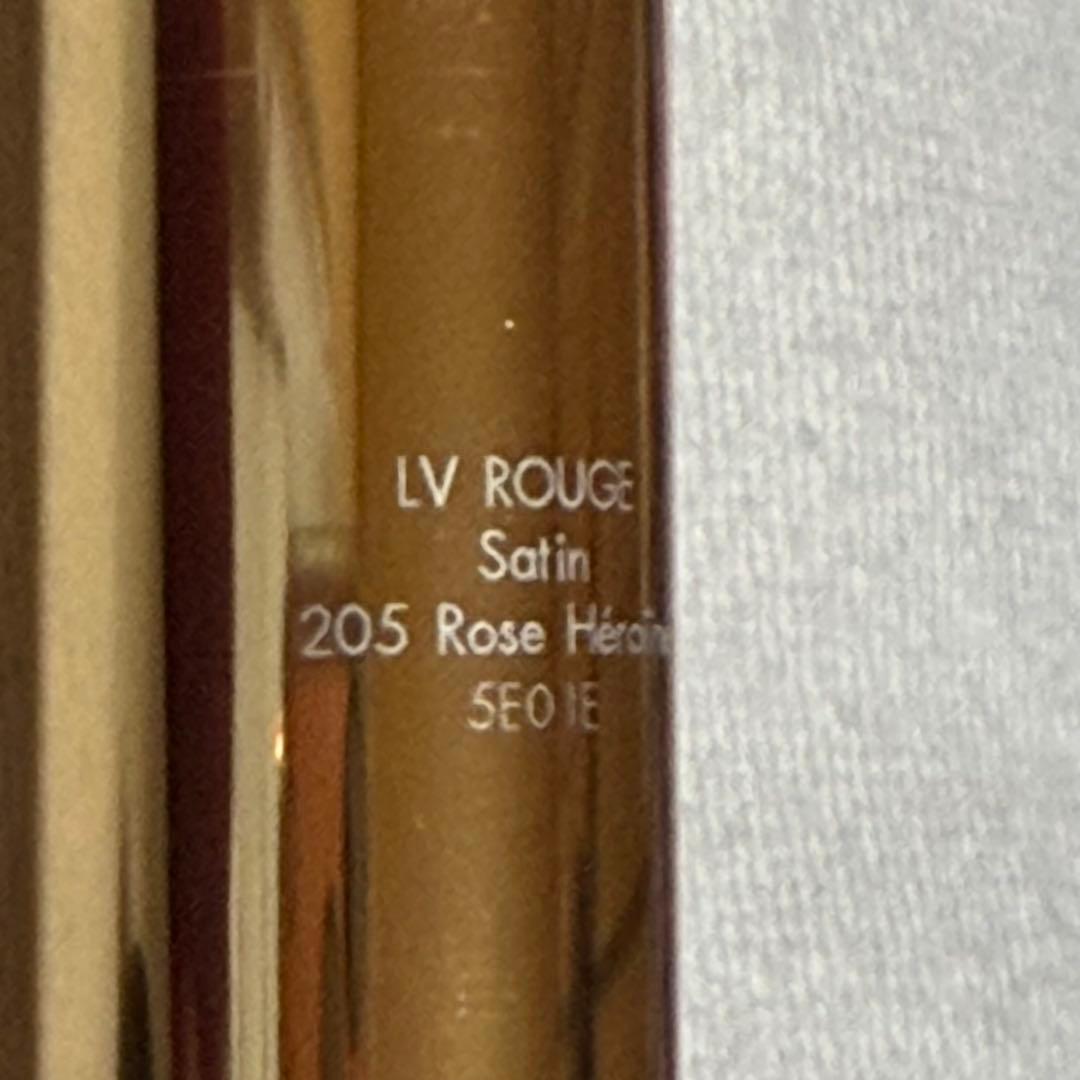 LV ROUGE
Satin
205 Rose
5E01E